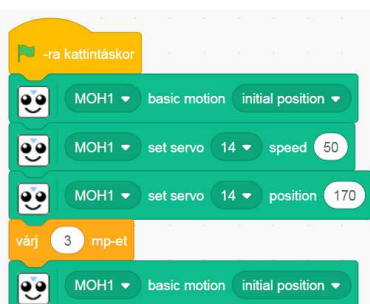 -ra kattintáskor
MOH1 basic motion initial position
MOH1 set servo 14 speed 50
MOH1 set servo 14 position 170
várj 3 mp-et
MOH1 basic motion initial position